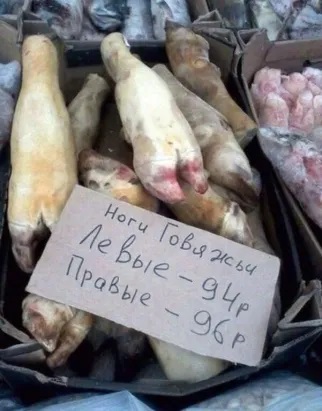 Ноги Говяжьи
Левые - 94р
Правые - 96р